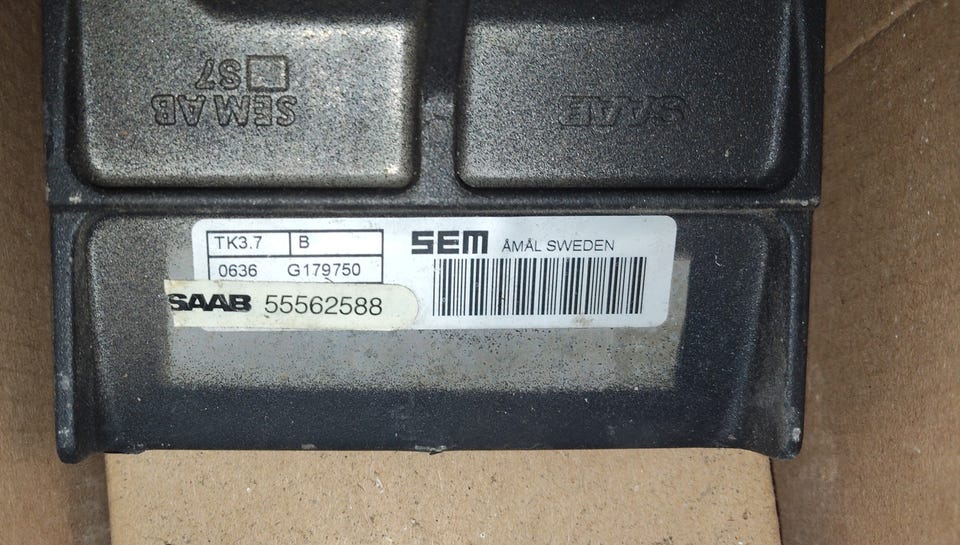 SEM AB
S7
SAAB
TK3.7 B
0636 G179750
SEM ÅMÅL SWEDEN
SAAB 55562588